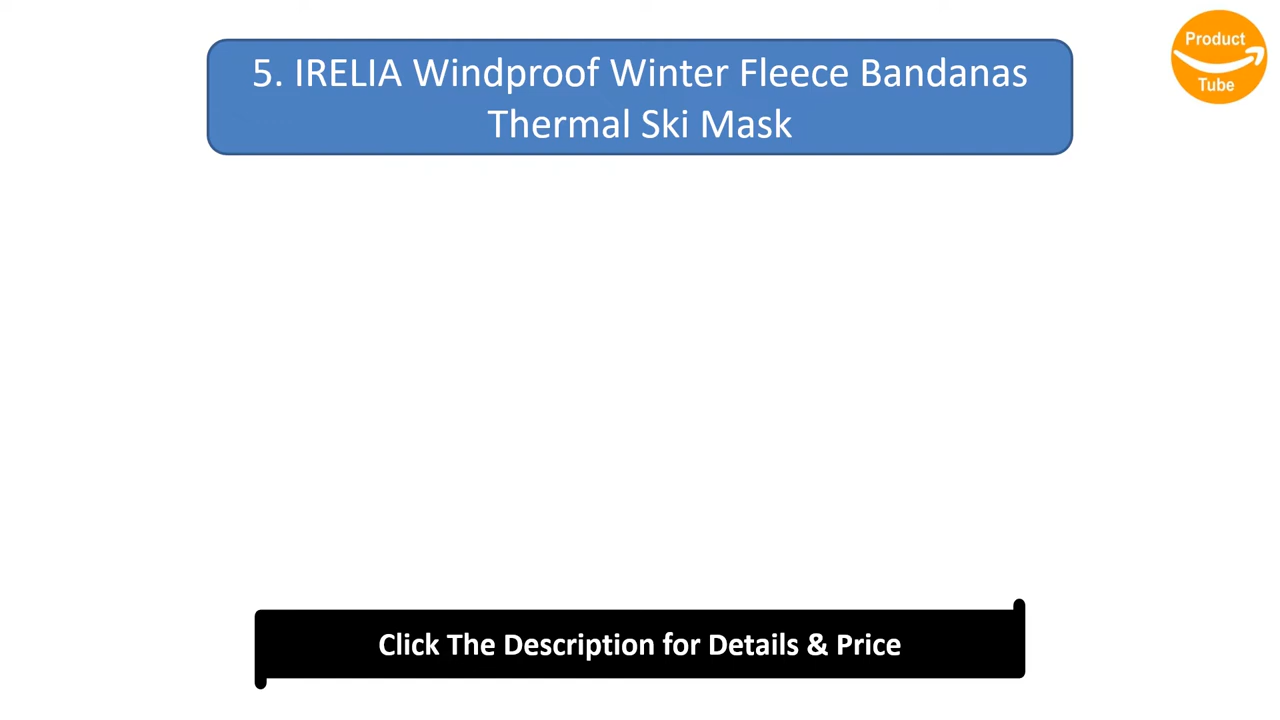 5. IRELIA Windproof Winter Fleece Bandanas
Thermal Ski Mask
Product
Tube
Click The Description for Details & Price